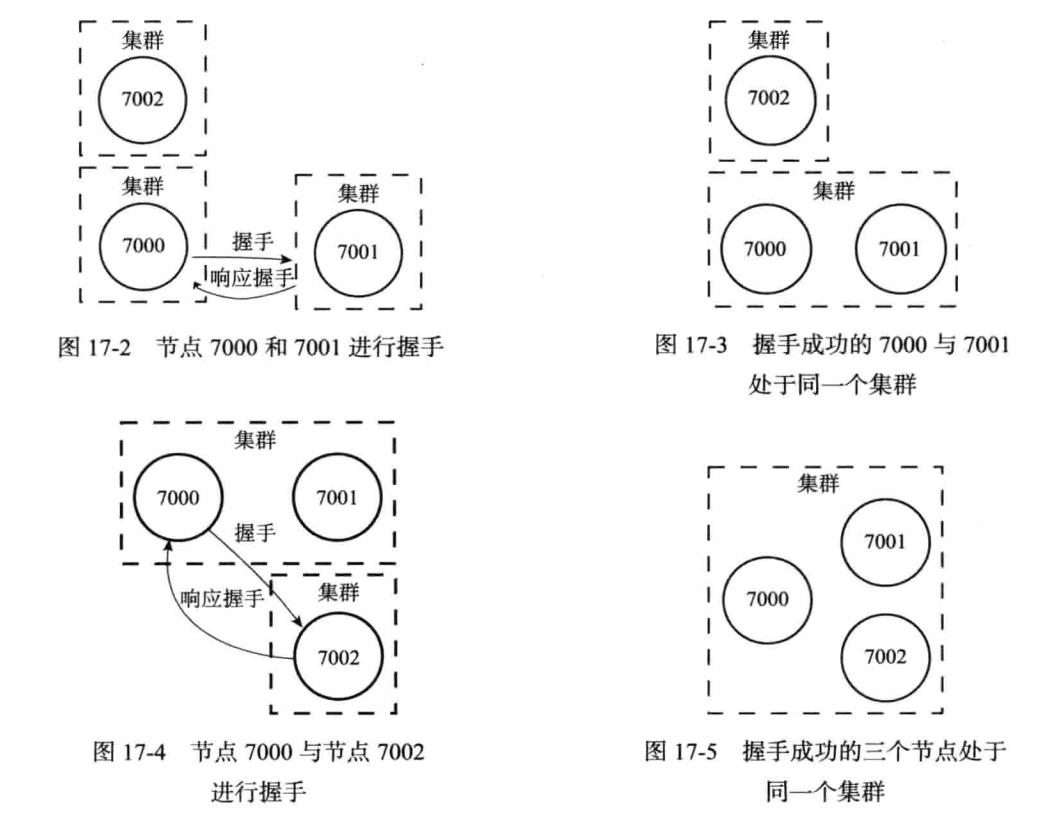 集群
7002
集群
7000
握手
响应握手
集群
7001
图 17-2 节点 7000 和 7001 进行握手
集群
7002
集群
7000
7001
图 17-3 握手成功的 7000 与 7001
处于同一个集群
集群
7000
7001
握手
响应握手
集群
7002
图 17-4 节点 7000 与节点 7002
进行握手
集群
7001
7000
7002
图 17-5 握手成功的三个节点处于
同一个集群